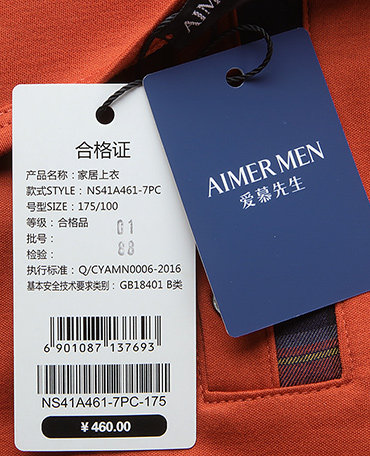 AIMER MEN
合格证
产品名称：家居上衣
款式STYLE：NS41A461-7PC
号型SIZE：175/100
等级：合格品
批号：
01
检验：
88
执行标准：Q/CYAMN0006-2016
基本安全技术要求类别：GB18401 B类
6 901087 137693
NS41A461-7PC-175
¥ 460.00
AIMER MEN
爱慕先生